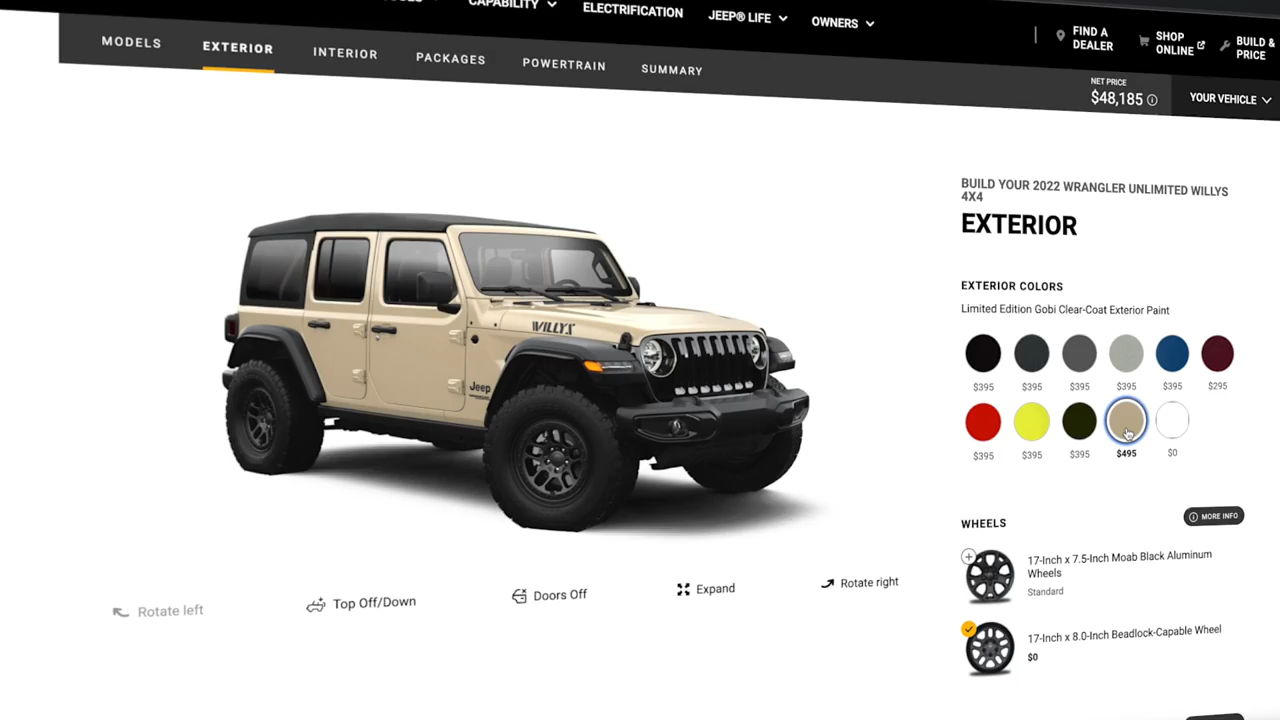 CAPABILITY
ELECTRIFICATION
JEEP® LIFE
OWNERS
FIND A
DEALER
SHOP
ONLINE
BUILD &
PRICE
MODELS
EXTERIOR
INTERIOR
PACKAGES
POWERTRAIN
SUMMARY
NET PRICE
$48,185
YOUR VEHICLE
BUILD YOUR 2022 WRANGLER UNLIMITED WILLYS
4X4
EXTERIOR
EXTERIOR COLORS
Limited Edition Gobi Clear-Coat Exterior Paint
$395 $395 $395 $395 $395 $295
$395 $395 $395 $495 $0
WILLYS
Jeep
WHEELS
MORE INFO
17-Inch x 7.5-Inch Moab Black Aluminum
Wheels
Standard
17-Inch x 8.0-Inch Beadlock-Capable Wheel
$0
Rotate left
Top Off/Down
Doors Off
Expand
Rotate right